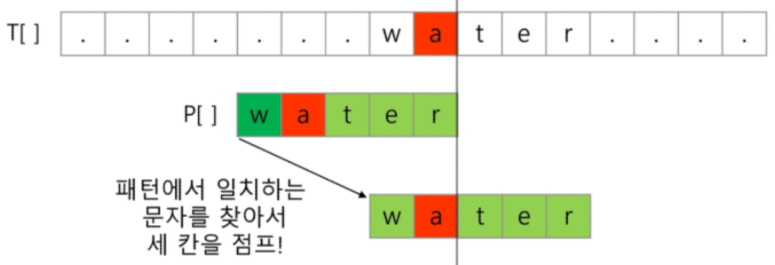 T[ ] . . . . . . . w a t e r . . . .
P[ ] w a t e r
패턴에서 일치하는
문자를 찾아서
세 칸을 점프!
w a t e r